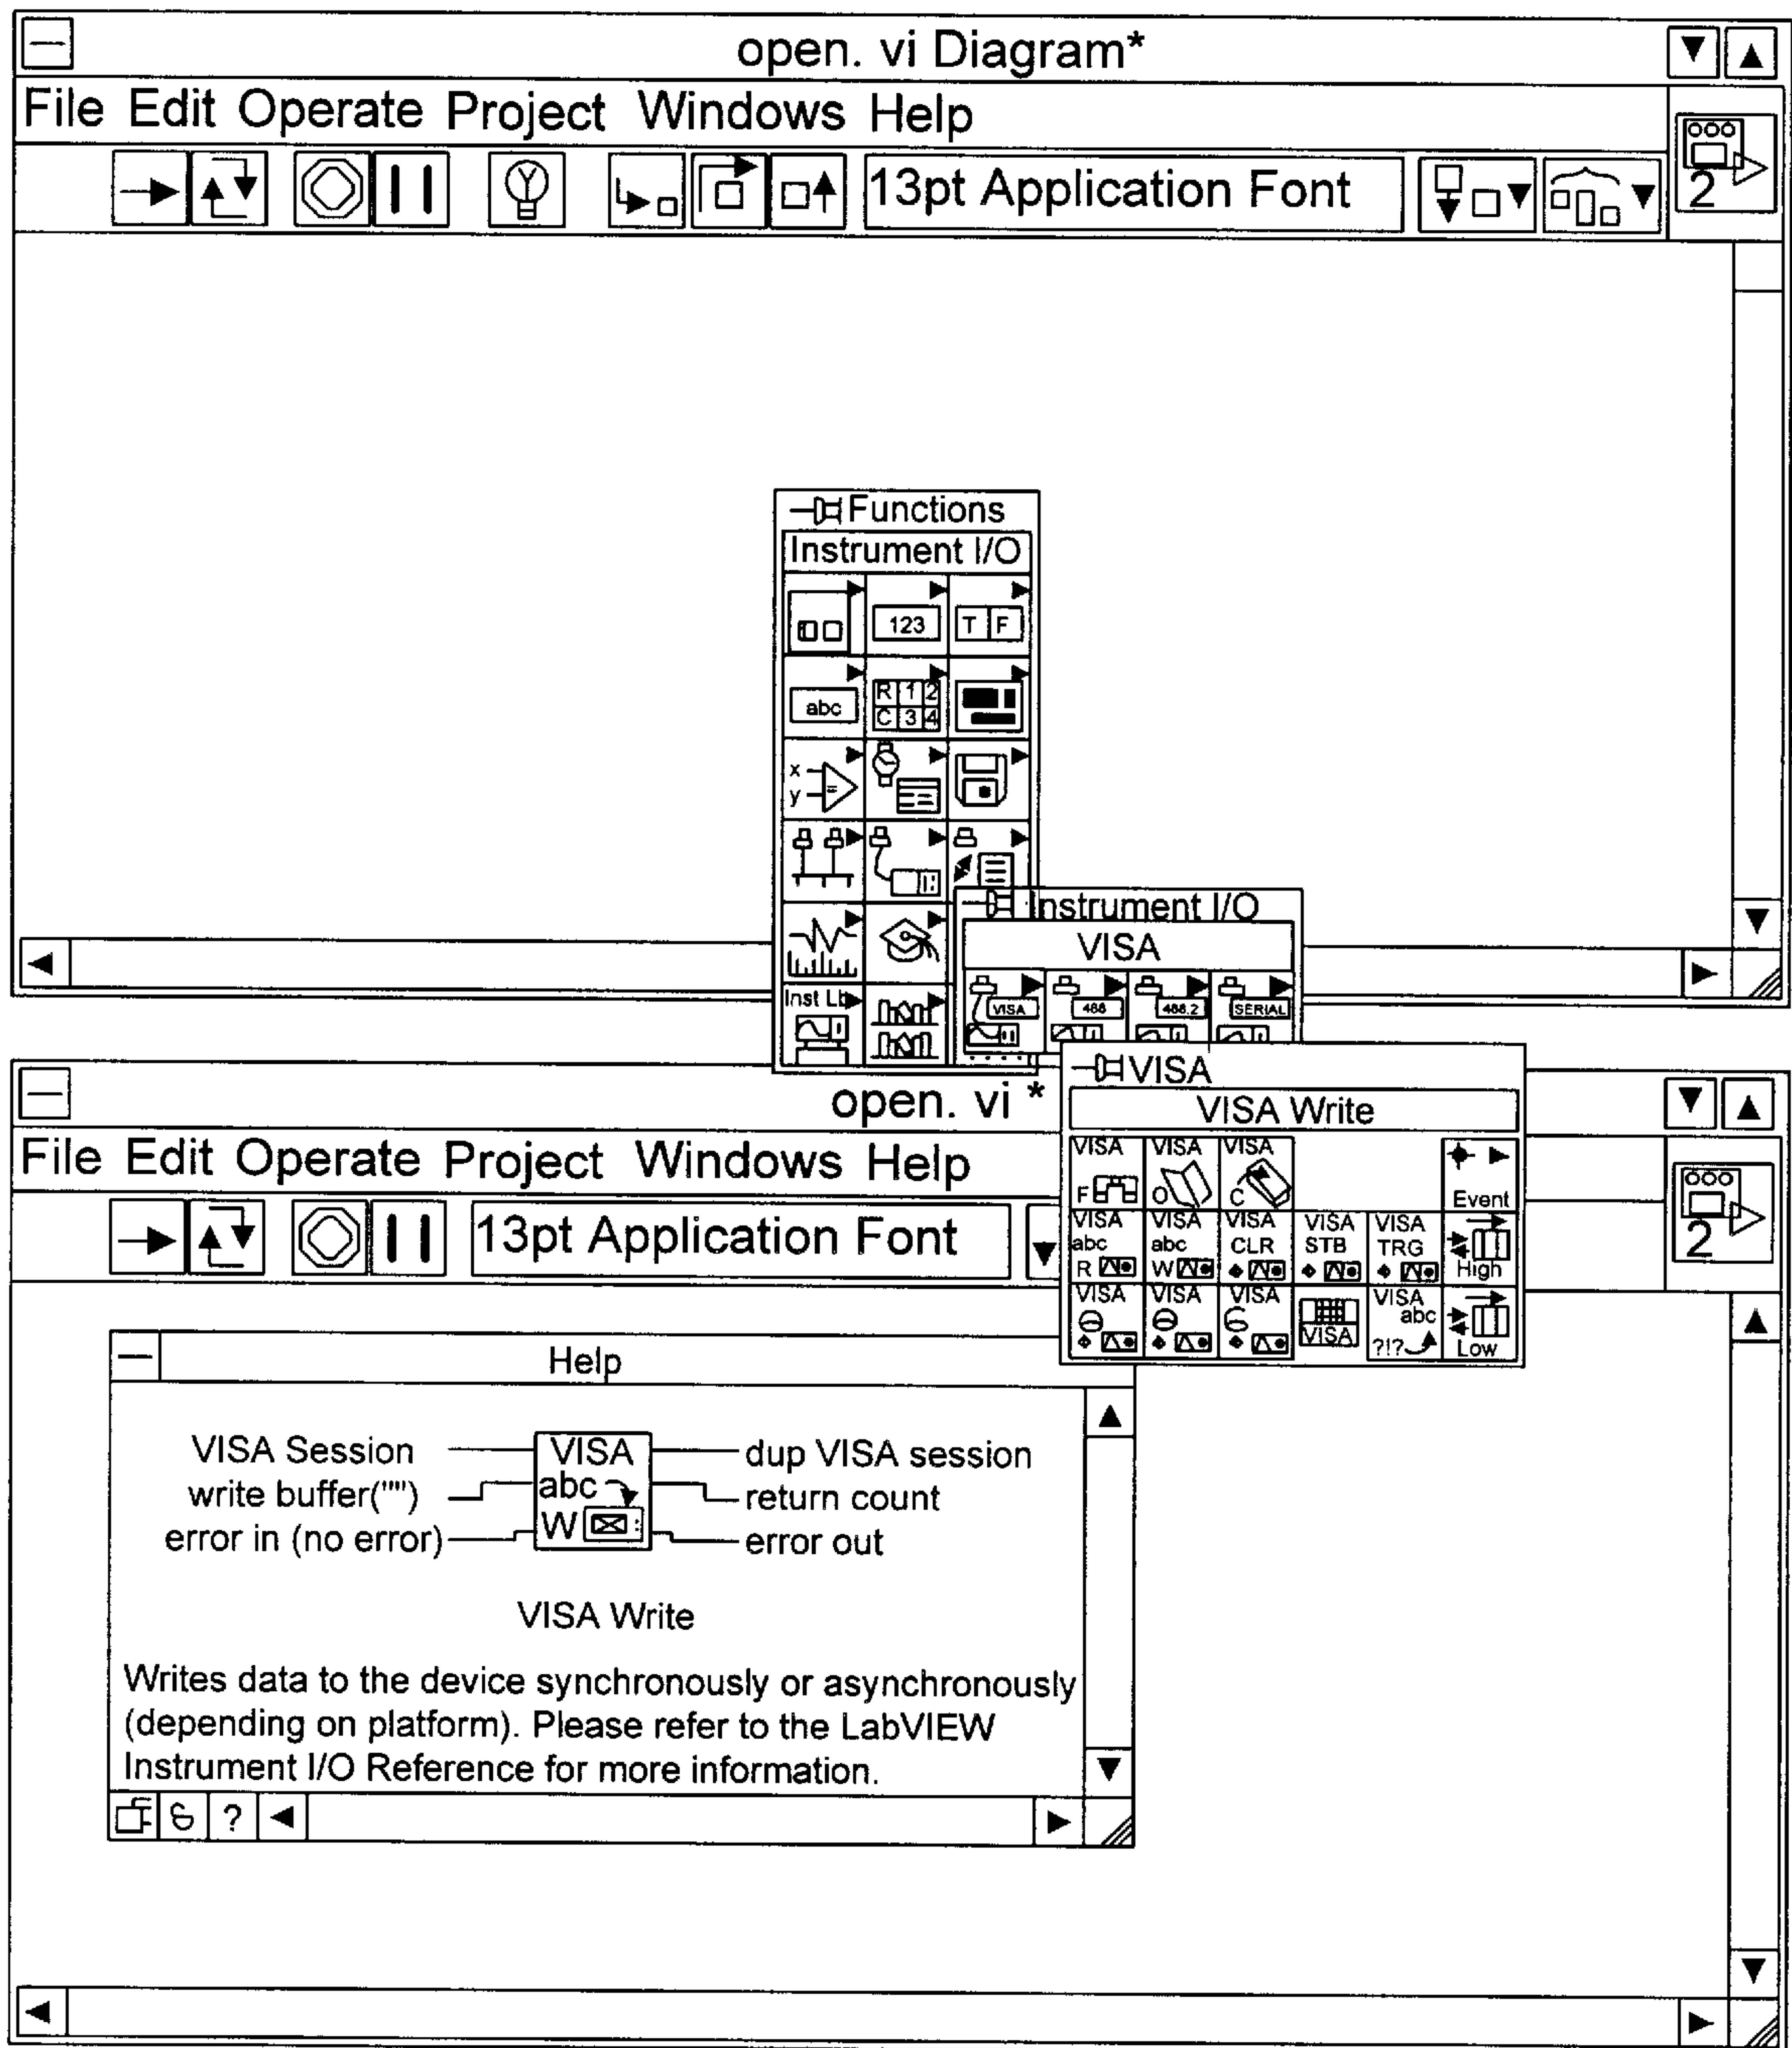 open. vi Diagram*
File Edit Operate Project Windows Help
13pt Application Font
2
Functions
Instrument I/O
123
T F
abc
R 1 2
C 3 4
x
y
=
Instrument I/O
VISA
Inst Lb
VISA 488 488.2 SERIAL
VISA
VISA Write
VISA VISA VISA
F O C Event
VISA VISA VISA VISA VISA
abc abc CLR STB TRG
R W High
VISA VISA VISA VISA
abc
VISA
?!? Low
open. vi *
File Edit Operate Project Windows Help
13pt Application Font
2
Help
VISA Session VISA dup VISA session
write buffer("") abc return count
error in (no error) W error out
VISA Write
Writes data to the device synchronously or asynchronously
(depending on platform). Please refer to the LabVIEW
Instrument I/O Reference for more information.
?